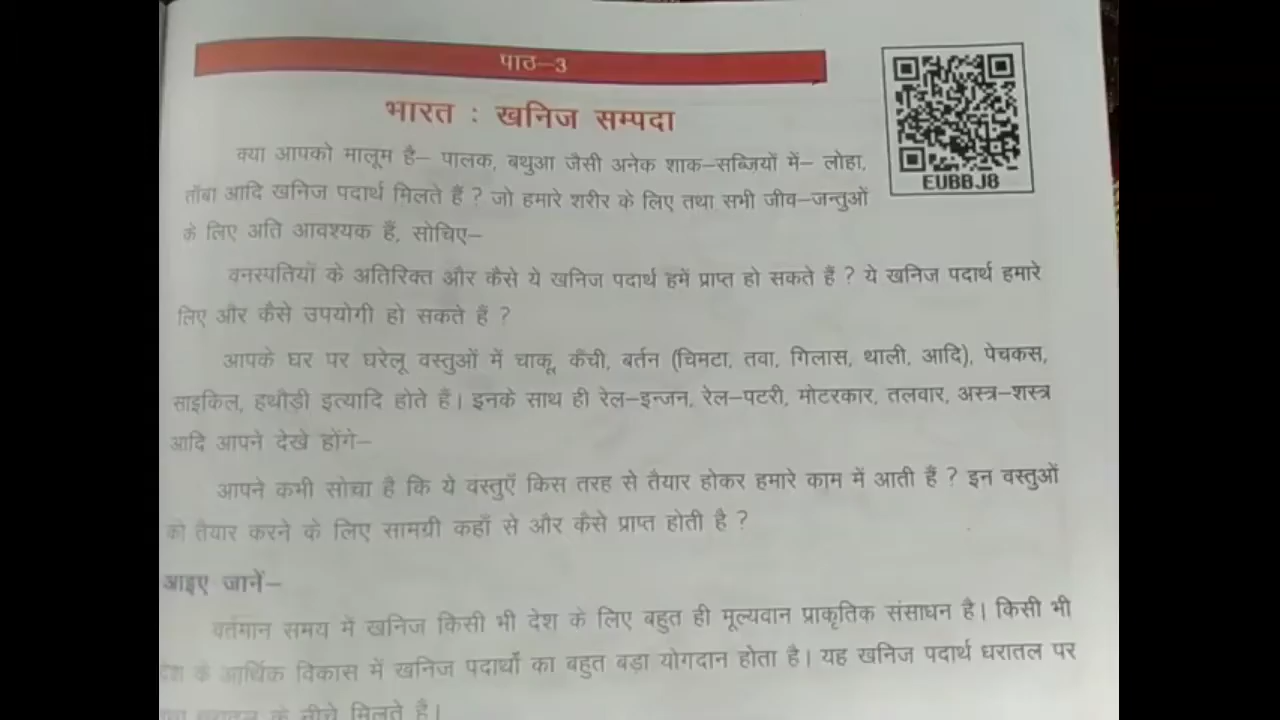 पाठ–3
भारत : खनिज सम्पदा
EUBBJ8
क्या आपको मालूम है– पालक, बथुआ जैसी अनेक शाक–सब्ज़ियों में– लोहा,
ताँबा आदि खनिज पदार्थ मिलते हैं ? जो हमारे शरीर के लिए तथा सभी जीव–जन्तुओं
के लिए अति आवश्यक हैं, सोचिए–
वनस्पतियों के अतिरिक्त और कैसे ये खनिज पदार्थ हमें प्राप्त हो सकते हैं ? ये खनिज पदार्थ हमारे
लिए और कैसे उपयोगी हो सकते हैं ?
आपके घर पर घरेलू वस्तुओं में चाकू, कैंची, बर्तन (चिमटा, तवा, गिलास, थाली, आदि), पेचकस,
साइकिल, हथौड़ी इत्यादि होते हैं। इनके साथ ही रेल–इन्जन, रेल–पटरी, मोटरकार, तलवार, अस्त्र–शस्त्र
आदि आपने देखे होंगे–
आपने कभी सोचा है कि ये वस्तुएँ किस तरह से तैयार होकर हमारे काम में आती हैं ? इन वस्तुओं
को तैयार करने के लिए सामग्री कहाँ से और कैसे प्राप्त होती है ?
आइए जानें–
वर्तमान समय में खनिज किसी भी देश के लिए बहुत ही मूल्यवान प्राकृतिक संसाधन है। किसी भी
देश के आर्थिक विकास में खनिज पदार्थों का बहुत बड़ा योगदान होता है। यह खनिज पदार्थ धरातल पर
के नीचे मिलते हैं।